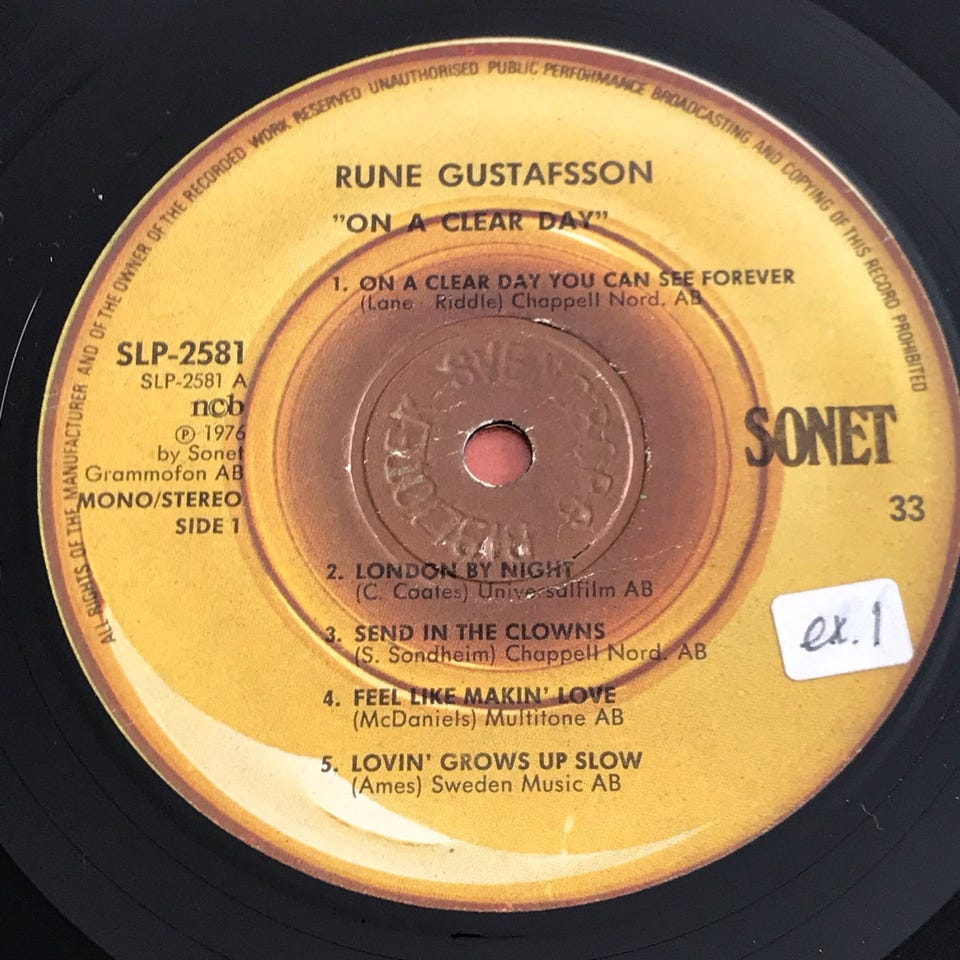 ALL RIGHTS OF THE MANUFACTURER AND OF THE OWNER OF THE RECORDED WORK RESERVED UNAUTHORISED PUBLIC PERFORMANCE BROADCASTING AND COPYING OF THIS RECORD PROHIBITED
RUNE GUSTAFSSON
"ON A CLEAR DAY"
1. ON A CLEAR DAY YOU CAN SEE FOREVER
(Lane - Riddle) Chappell Nord. AB
SLP-2581
SLP-2581 A
ncb
Ⓟ 1976
by Sonet
Grammofon AB
MONO/STEREO
SIDE 1
SONET
33
2. LONDON BY NIGHT
(C. Coates) Universalfilm AB
3. SEND IN THE CLOWNS
(S. Sondheim) Chappell Nord. AB
4. FEEL LIKE MAKIN' LOVE
(McDaniels) Multitone AB
5. LOVIN' GROWS UP SLOW
(Ames) Sweden Music AB
ex.1